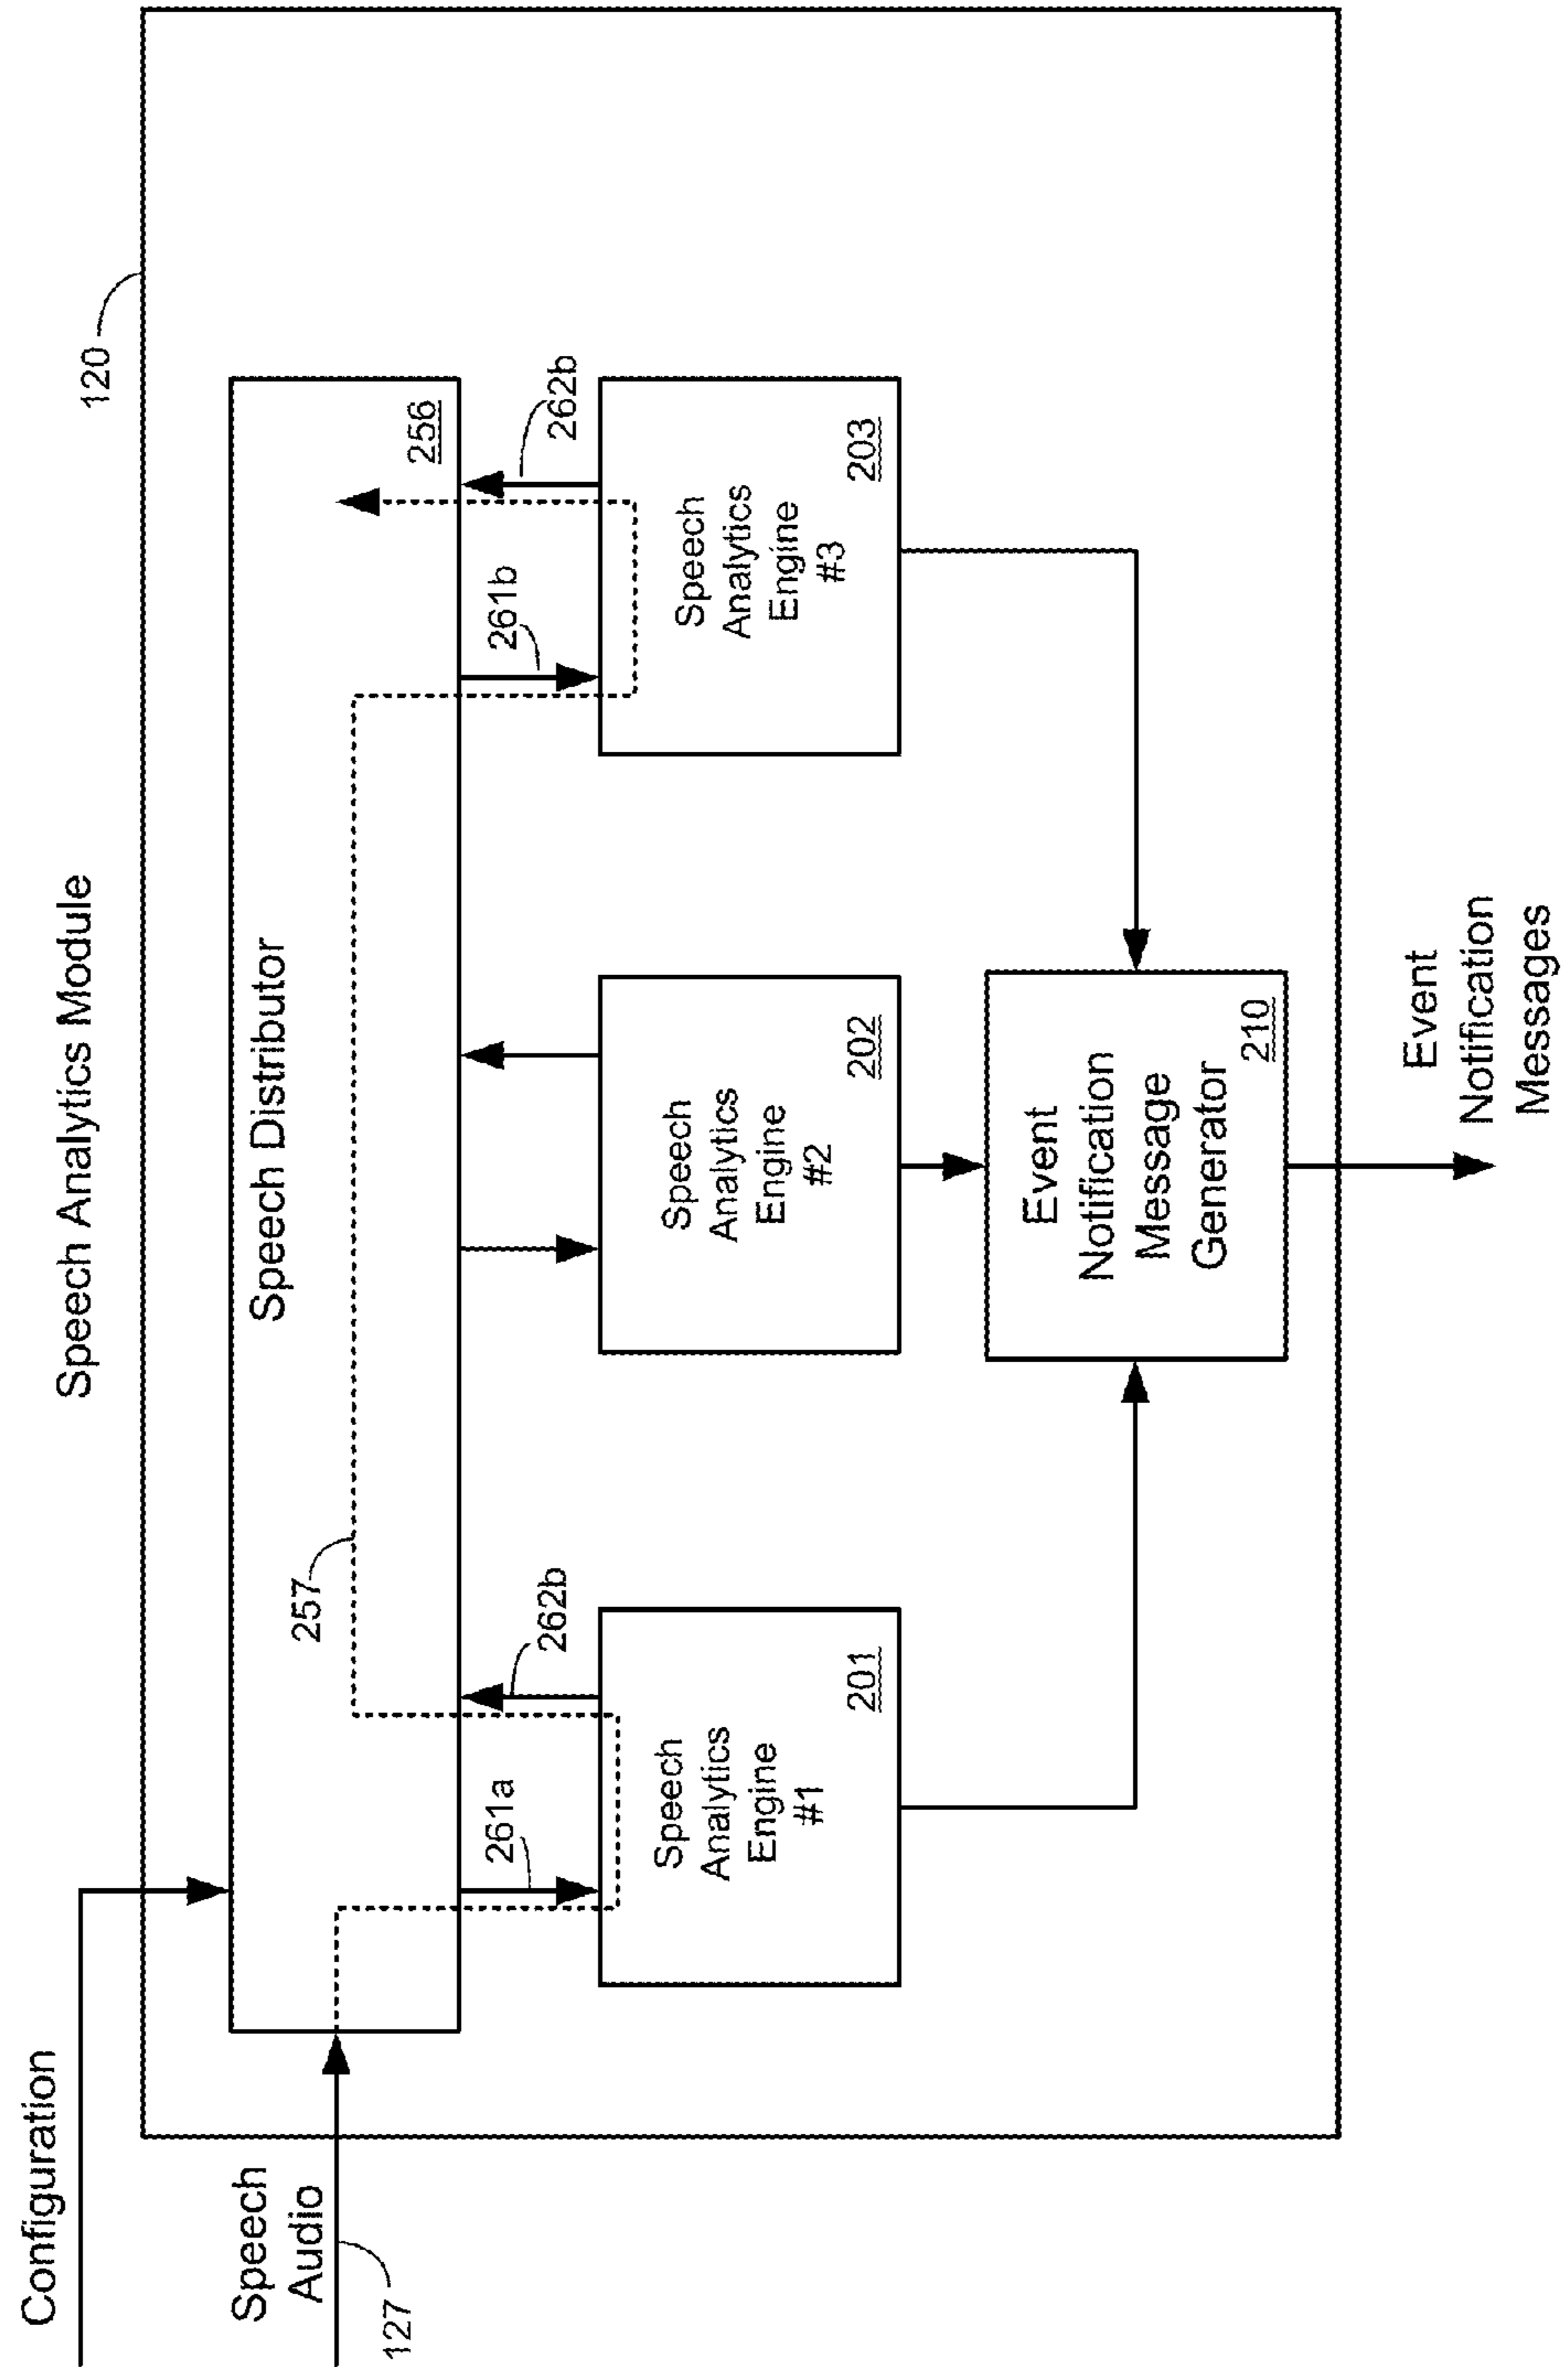 Speech Analytics Module
120
Configuration
Speech
Audio
127
Speech Distributor
256
257
261a
262b
261b
262b
Speech
Analytics
Engine
#1
201
Speech
Analytics
Engine
#2
202
Speech
Analytics
Engine
#3
203
Event
Notification
Message
Generator
210
Event
Notification
Messages